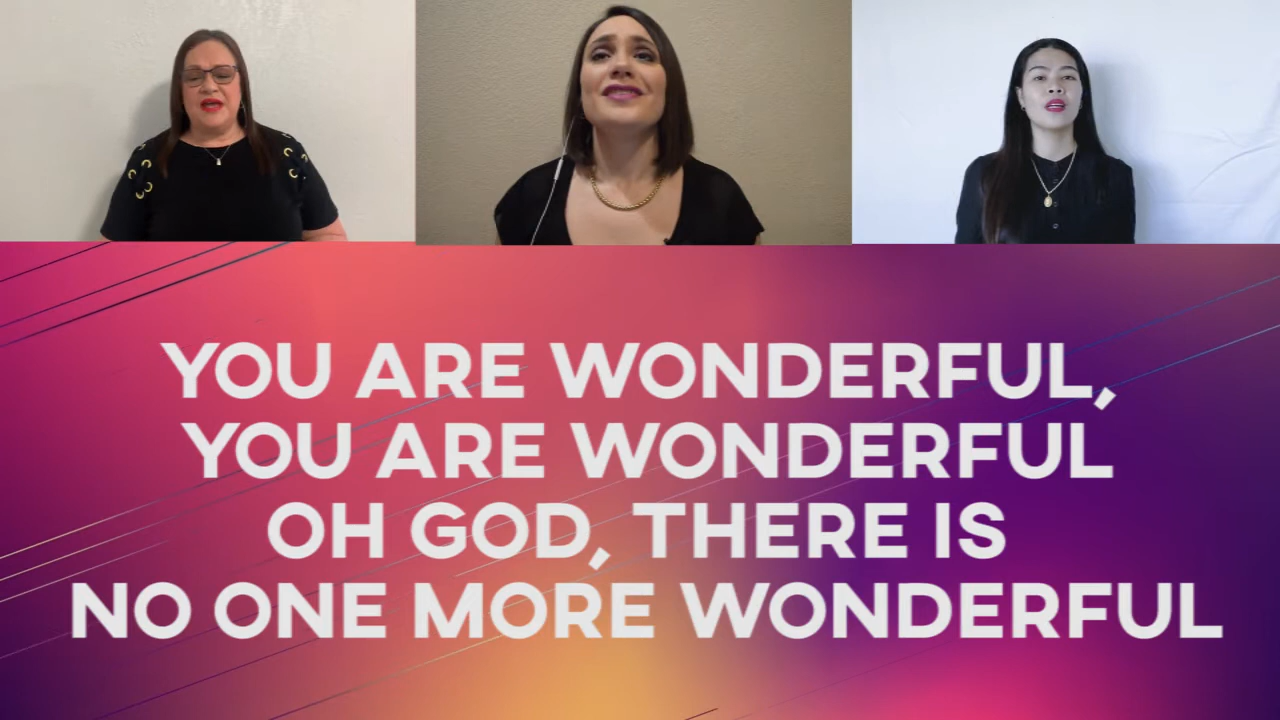 YOU ARE WONDERFUL,
YOU ARE WONDERFUL
OH GOD, THERE IS
NO ONE MORE WONDERFUL